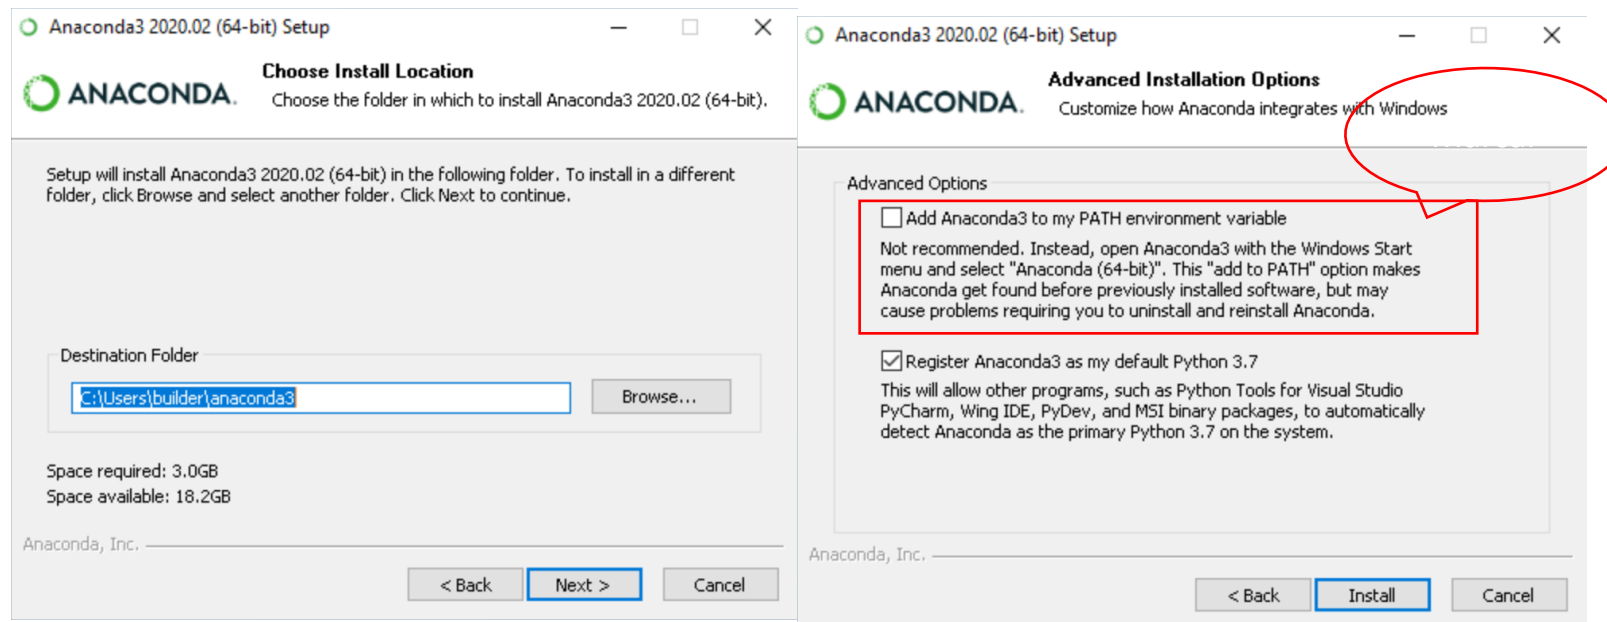 Anaconda3 2020.02 (64-bit) Setup
ANACONDA.
Choose Install Location
Choose the folder in which to install Anaconda3 2020.02 (64-bit).
Setup will install Anaconda3 2020.02 (64-bit) in the following folder. To install in a different
folder, click Browse and select another folder. Click Next to continue.
Destination Folder
C:\Users\builder\anaconda3
Browse...
Space required: 3.0GB
Space available: 18.2GB
Anaconda, Inc.
< Back
Next >
Cancel
Anaconda3 2020.02 (64-bit) Setup
ANACONDA.
Advanced Installation Options
Customize how Anaconda integrates with Windows
Advanced Options
Add Anaconda3 to my PATH environment variable
Not recommended. Instead, open Anaconda3 with the Windows Start
menu and select "Anaconda (64-bit)". This "add to PATH" option makes
Anaconda get found before previously installed software, but may
cause problems requiring you to uninstall and reinstall Anaconda.
Register Anaconda3 as my default Python 3.7
This will allow other programs, such as Python Tools for Visual Studio
PyCharm, Wing IDE, PyDev, and MSI binary packages, to automatically
detect Anaconda as the primary Python 3.7 on the system.
Anaconda, Inc.
< Back
Install
Cancel